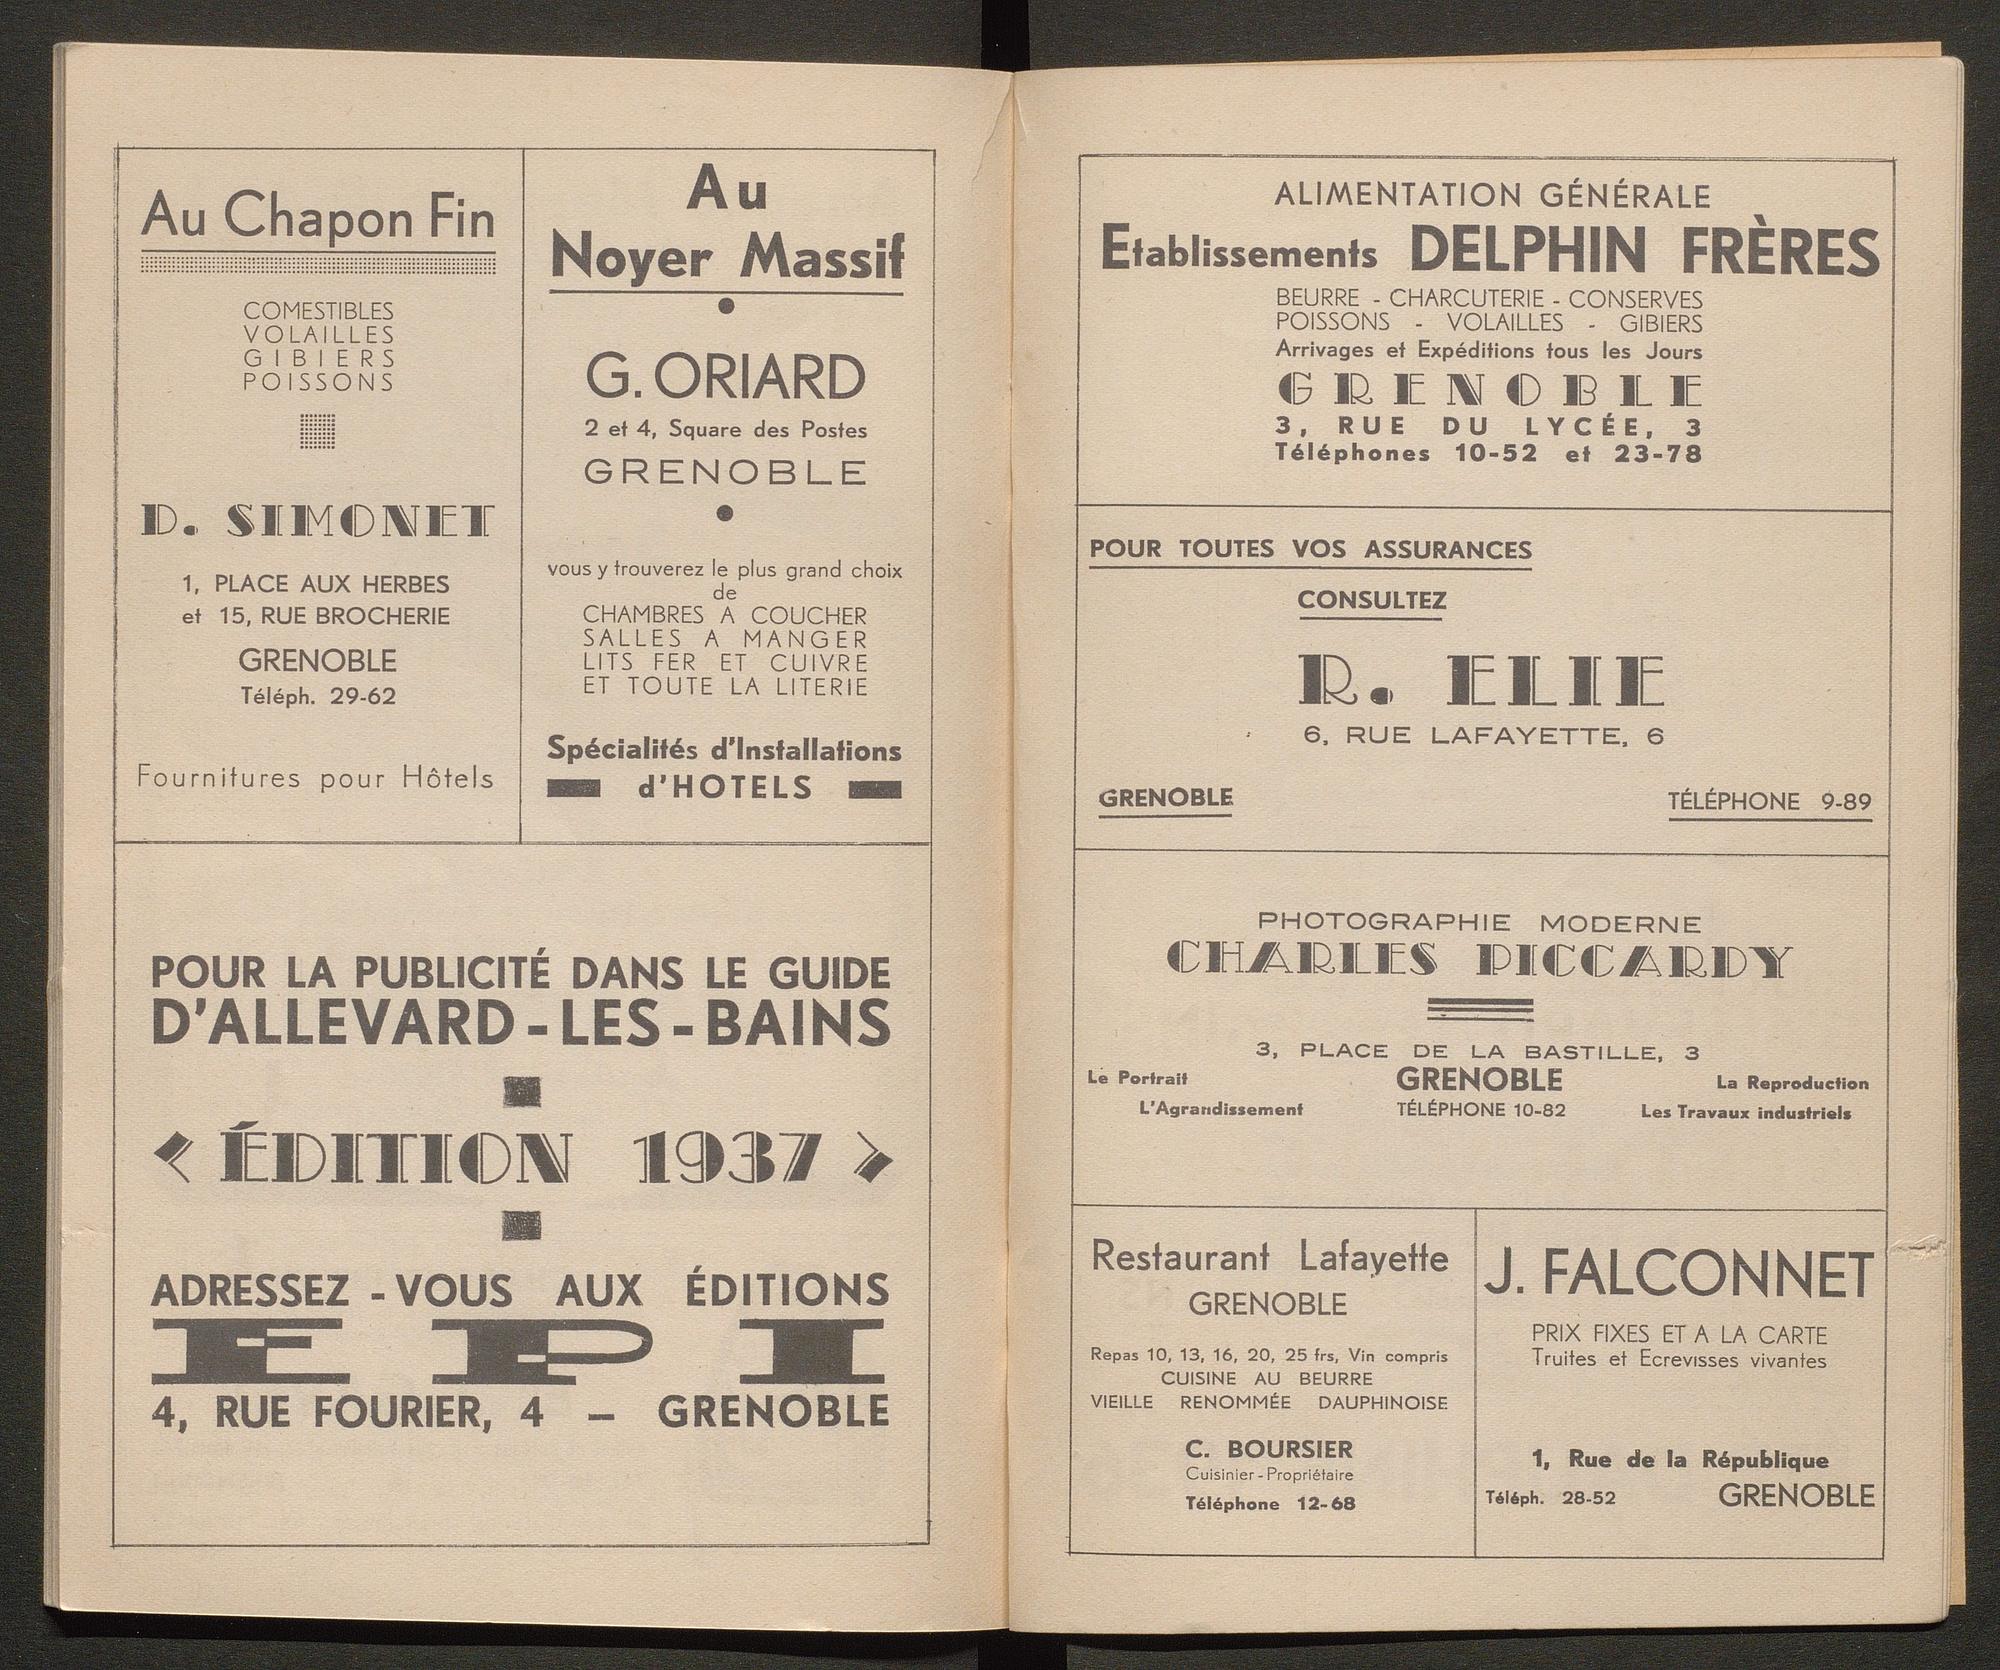 Au Chapon Fin
COMESTIBLES
VOLAILLES
GIBIERS
POISSONS
D. SIMONET
1, PLACE AUX HERBES
et 15, RUE BROCHERIE
GRENOBLE
Téléph. 29-62
Fournitures pour Hôtels
Au
Noyer Massif
G. ORIARD
2 et 4, Square des Postes
GRENOBLE
vous y trouverez le plus grand choix
de
CHAMBRES A COUCHER
SALLES A MANGER
LITS FER ET CUIVRE
ET TOUTE LA LITERIE
Spécialités d'Installations
d'HOTELS
POUR LA PUBLICITÉ DANS LE GUIDE
D'ALLEVARD-LES-BAINS
< ÉDITION 1937 >
ADRESSEZ-VOUS AUX ÉDITIONS
EPI
4, RUE FOURIER, 4 — GRENOBLE
ALIMENTATION GÉNÉRALE
Etablissements DELPHIN FRÈRES
BEURRE - CHARCUTERIE - CONSERVES
POISSONS - VOLAILLES - GIBIERS
Arrivages et Expéditions tous les Jours
GRENOBLE
3, RUE DU LYCÉE, 3
Téléphones 10-52 et 23-78
POUR TOUTES VOS ASSURANCES
CONSULTEZ
R. ELIE
6, RUE LAFAYETTE, 6
GRENOBLE TÉLÉPHONE 9-89
PHOTOGRAPHIE MODERNE
CHARLES PICCARDY
3, PLACE DE LA BASTILLE, 3
Le Portrait GRENOBLE La Reproduction
L'Agrandissement TÉLÉPHONE 10-82 Les Travaux industriels
Restaurant Lafayette
GRENOBLE
Repas 10, 13, 16, 20, 25 frs, Vin compris
CUISINE AU BEURRE
VIEILLE RENOMMÉE DAUPHINOISE
C. BOURSIER
Cuisinier-Propriétaire
Téléphone 12-68
J. FALCONNET
PRIX FIXES ET A LA CARTE
Truites et Ecrevisses vivantes
1, Rue de la République
Téléph. 28-52 GRENOBLE